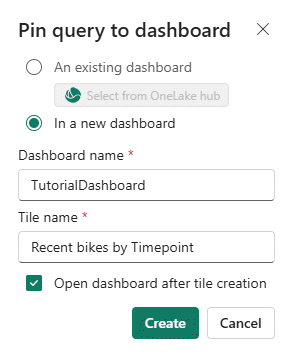 Pin query to dashboard
An existing dashboard
Select from OneLake hub
In a new dashboard
Dashboard name *
TutorialDashboard
Tile name *
Recent bikes by Timepoint
Open dashboard after tile creation
Create Cancel